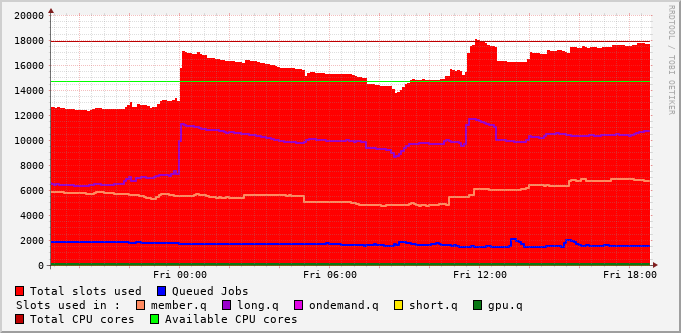 20000
18000
16000
14000
12000
10000
8000
6000
4000
2000
0
Fri 00:00 Fri 06:00 Fri 12:00 Fri 18:00
RRDTOOL / TOBI OETIKER
Total slots used Queued Jobs
Slots used in : member.q long.q ondemand.q short.q gpu.q
Total CPU cores Available CPU cores